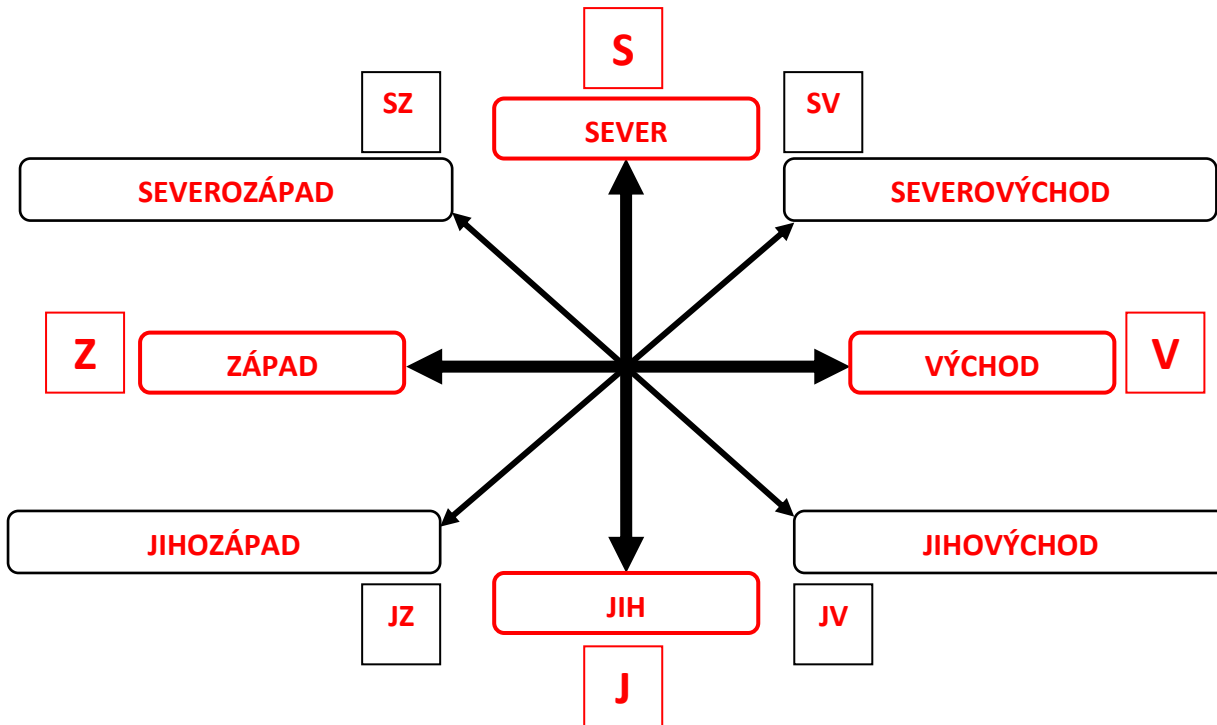 S
SZ
SV
SEVER
SEVEROZÁPAD
SEVEROVÝCHOD
Z
ZÁPAD
VÝCHOD
V
JIHOZÁPAD
JIHOVÝCHOD
JZ
JIH
JV
J